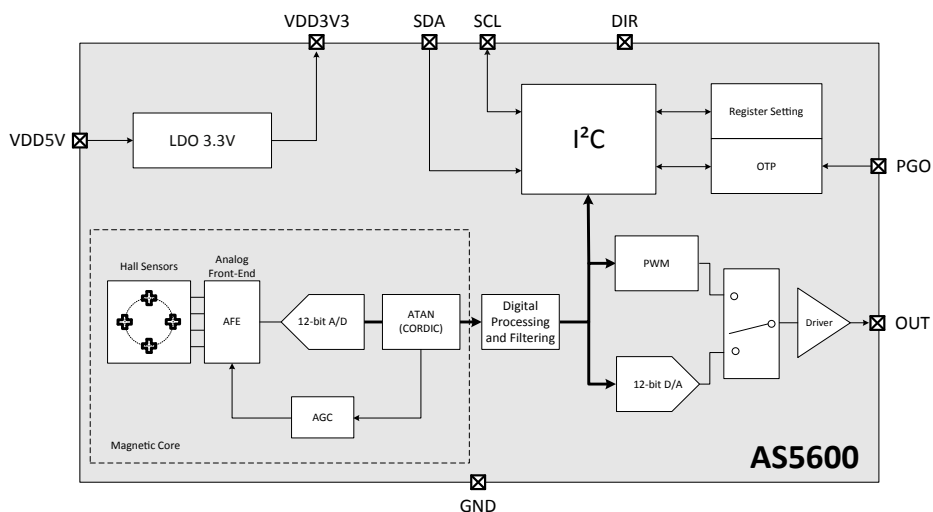 VDD3V3
SDA
SCL
DIR
VDD5V
LDO 3.3V
I²C
Register Setting
OTP
PGO
Hall Sensors
Analog
Front-End
AFE
12-bit A/D
ATAN
(CORDIC)
Digital
Processing
and Filtering
PWM
12-bit D/A
Driver
OUT
AGC
Magnetic Core
AS5600
GND